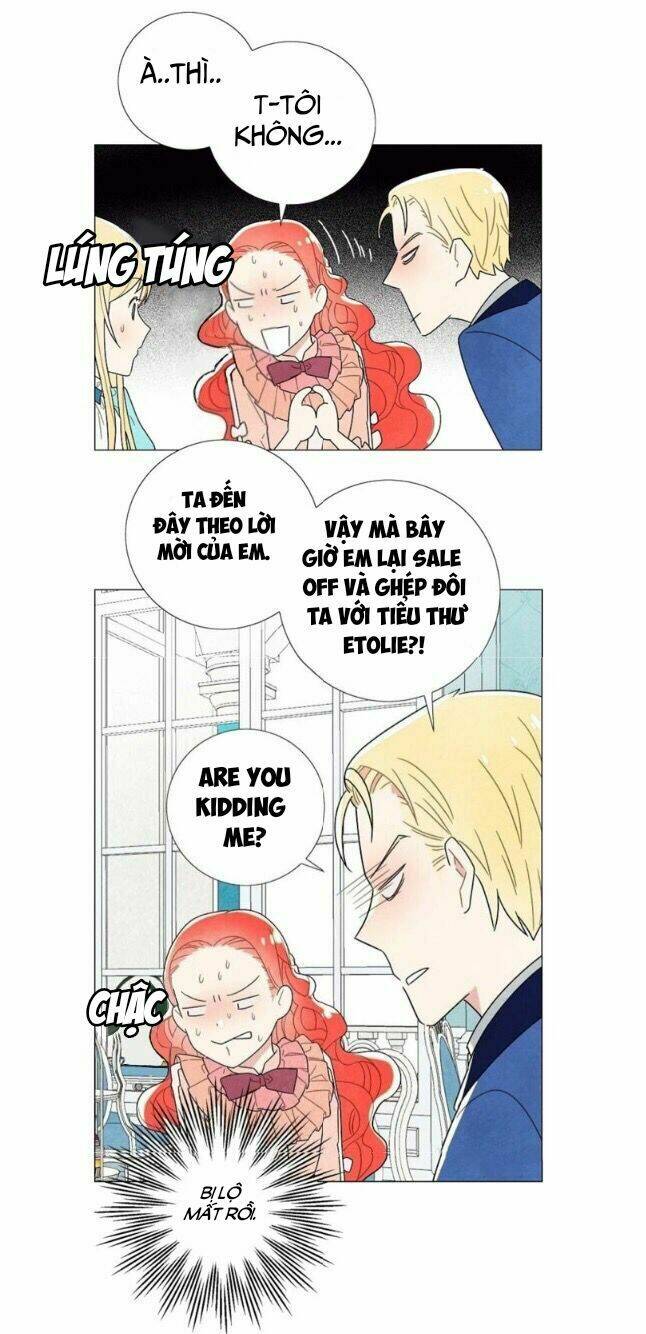 À..THÌ..
T-TÔI
KHÔNG...
LÚNG TÚNG
TA ĐẾN
ĐÂY THEO LỜI
MỜI CỦA EM.
VẬY MÀ BÂY
GIỜ EM LẠI SALE
OFF VÀ GHÉP ĐÔI
TA VỚI TIỂU THƯ
ETOLIE?!
ARE YOU
KIDDING
ME?
CHẬC
BỊ LỘ
MẤT RỒI.